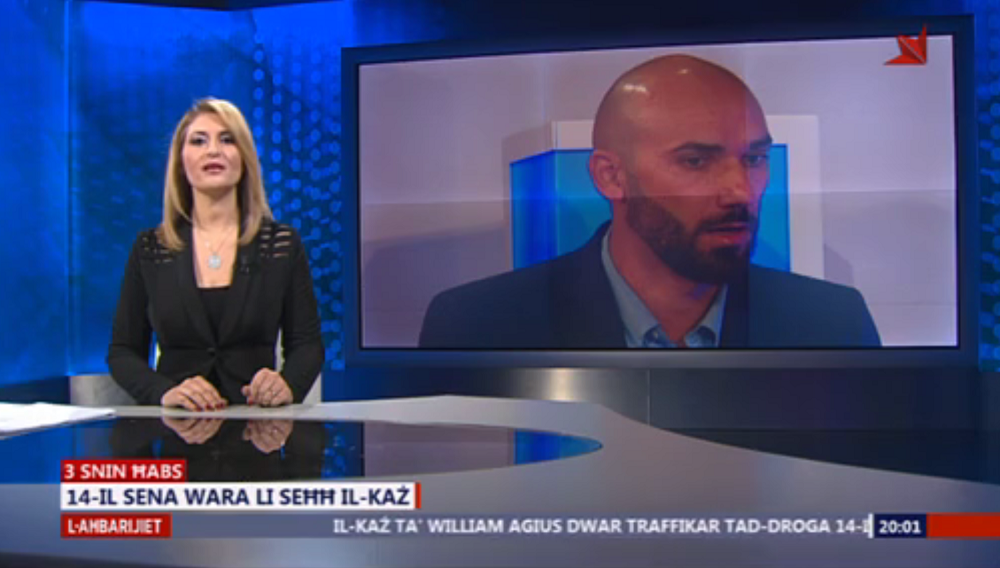 3 SNIN ĦABS
14-IL SENA WARA LI SEĦĦ IL-KAŻ
L-AĦBARIJIET
IL-KAŻ TA' WILLIAM AGIUS DWAR TRAFFIKAR TAD-DROGA 14-I
20:01